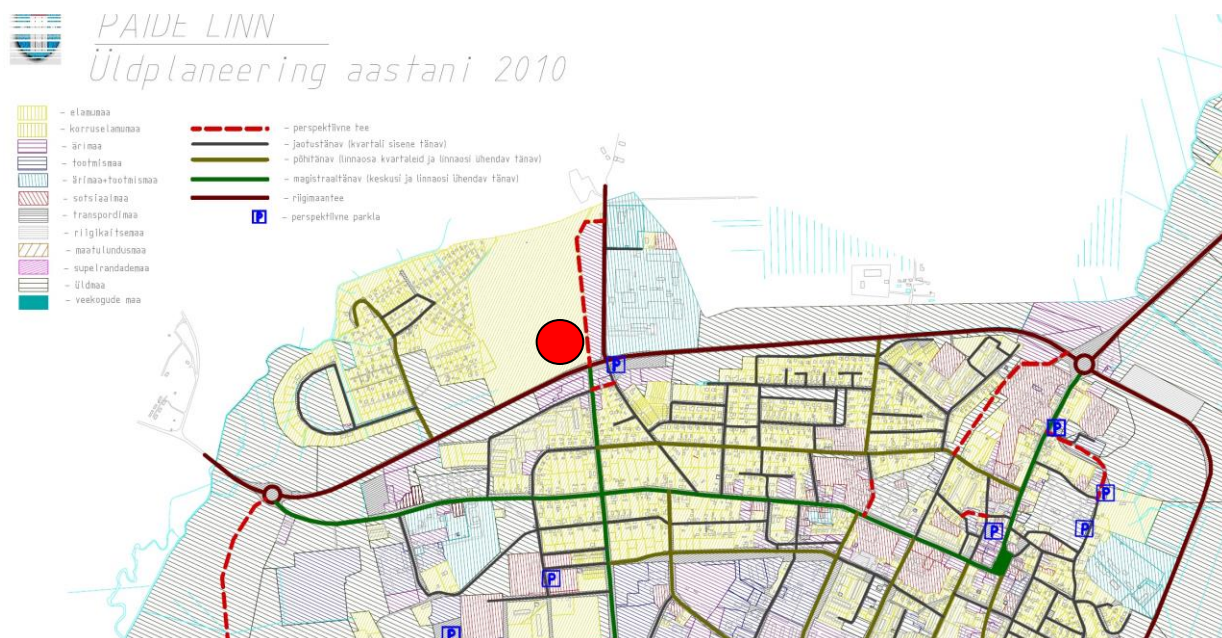 PAIDE LINN
Üldplaneering aastani 2010
- elamumaa
- korruselamumaa
- ärimaa
- tootmismaa
- ärimaa+tootmismaa
- sotsiaalmaa
- transpordimaa
- riigikaitsemaa
- maatulundusmaa
- supelrandademaa
- Üldmaa
- veekogude maa
- perspektiivne tee
- jaotustänav (kvartali sisene tänav)
- põhitänav (linnaosa kvartaleid ja linnaosi ühendav tänav)
- magistraaltänav (keskusi ja linnaosi ühendav tänav)
- riigimaantee
P - perspektiivne parkla
P
P
P
P
P
P
P